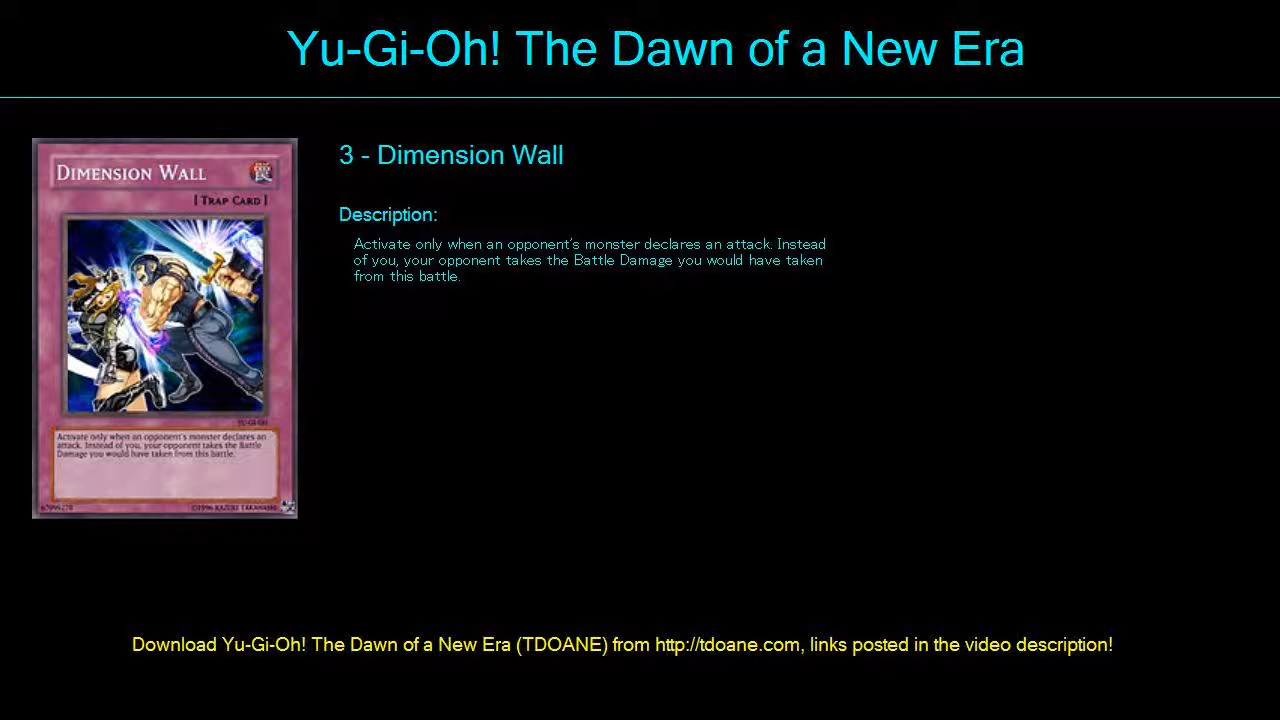 Yu-Gi-Oh! The Dawn of a New Era
3 - Dimension Wall
Description:
Activate only when an opponent's monster declares an attack. Instead
of you, your opponent takes the Battle Damage you would have taken
from this battle.
DIMENSION WALL
[ TRAP CARD ]
Activate only when an opponent's monster declares an
attack. Instead of you, your opponent takes the Battle
Damage you would have taken from this battle.
©1996 KAZUKI TAKAHASHI
Download Yu-Gi-Oh! The Dawn of a New Era (TDOANE) from http://tdoane.com, links posted in the video description!